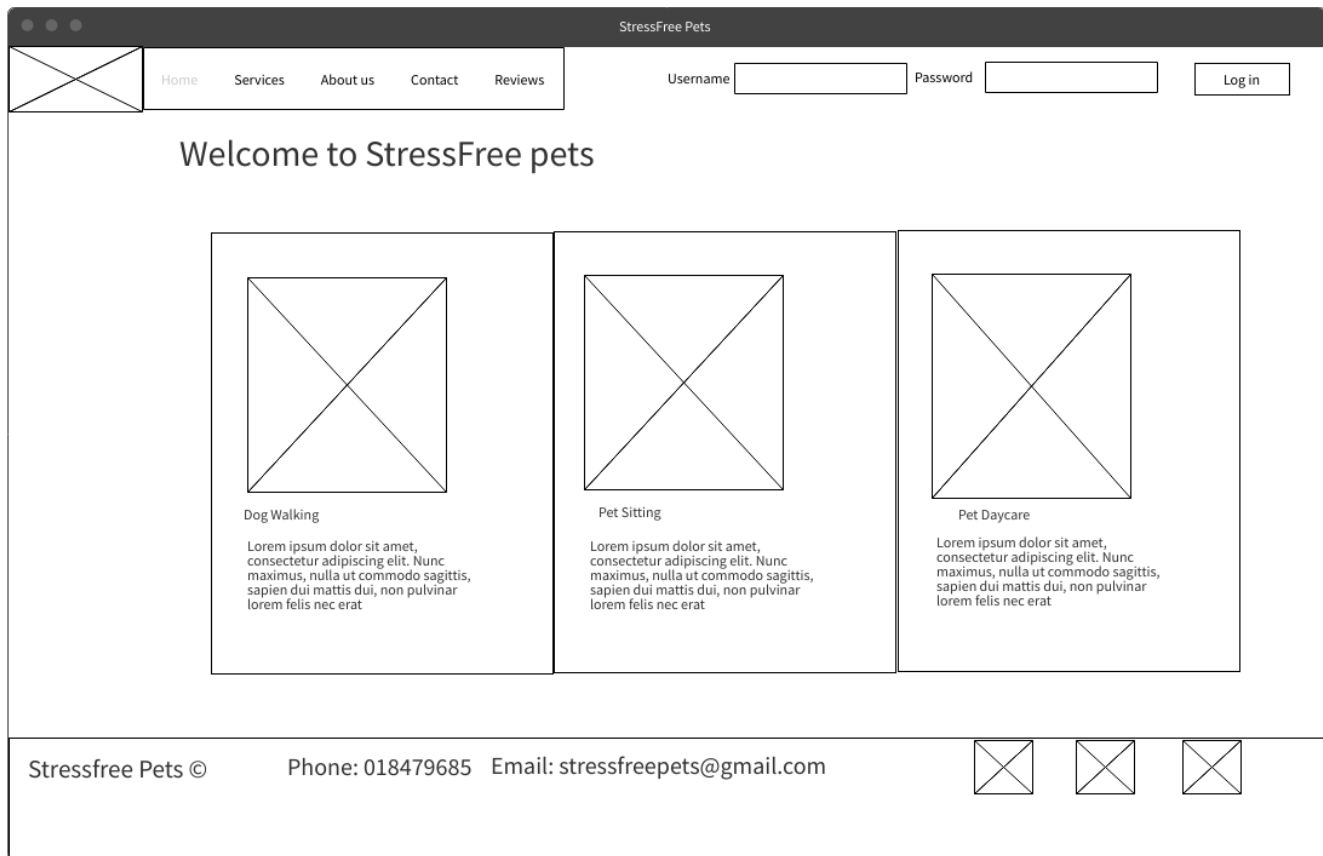 StressFree Pets
Home Services About us Contact Reviews Username Password Log in
Welcome to StressFree pets
Dog Walking
Lorem ipsum dolor sit amet,
consectetur adipiscing elit. Nunc
maximus, nulla ut commodo sagittis,
sapien dui mattis dui, non pulvinar
lorem felis nec erat
Pet Sitting
Lorem ipsum dolor sit amet,
consectetur adipiscing elit. Nunc
maximus, nulla ut commodo sagittis,
sapien dui mattis dui, non pulvinar
lorem felis nec erat
Pet Daycare
Lorem ipsum dolor sit amet,
consectetur adipiscing elit. Nunc
maximus, nulla ut commodo sagittis,
sapien dui mattis dui, non pulvinar
lorem felis nec erat
Stressfree Pets © Phone: 018479685 Email: stressfreepets@gmail.com